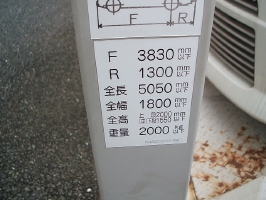 F R
F 3830 mm以下
R 1300 mm以下
全長 5050 mm以下
全幅 1800 mm以下
全高
重量 2000 kg以下